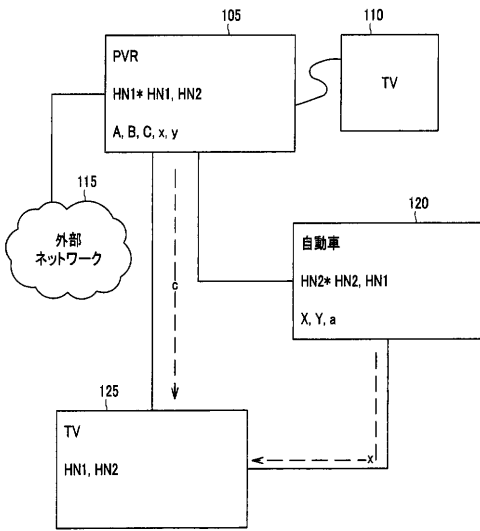 105
PVR
HN1* HN1, HN2
A, B, C, x, y
110
TV
115
外部
ネットワーク
120
自動車
HN2* HN2, HN1
X, Y, a
c
125
TV
HN1, HN2
x